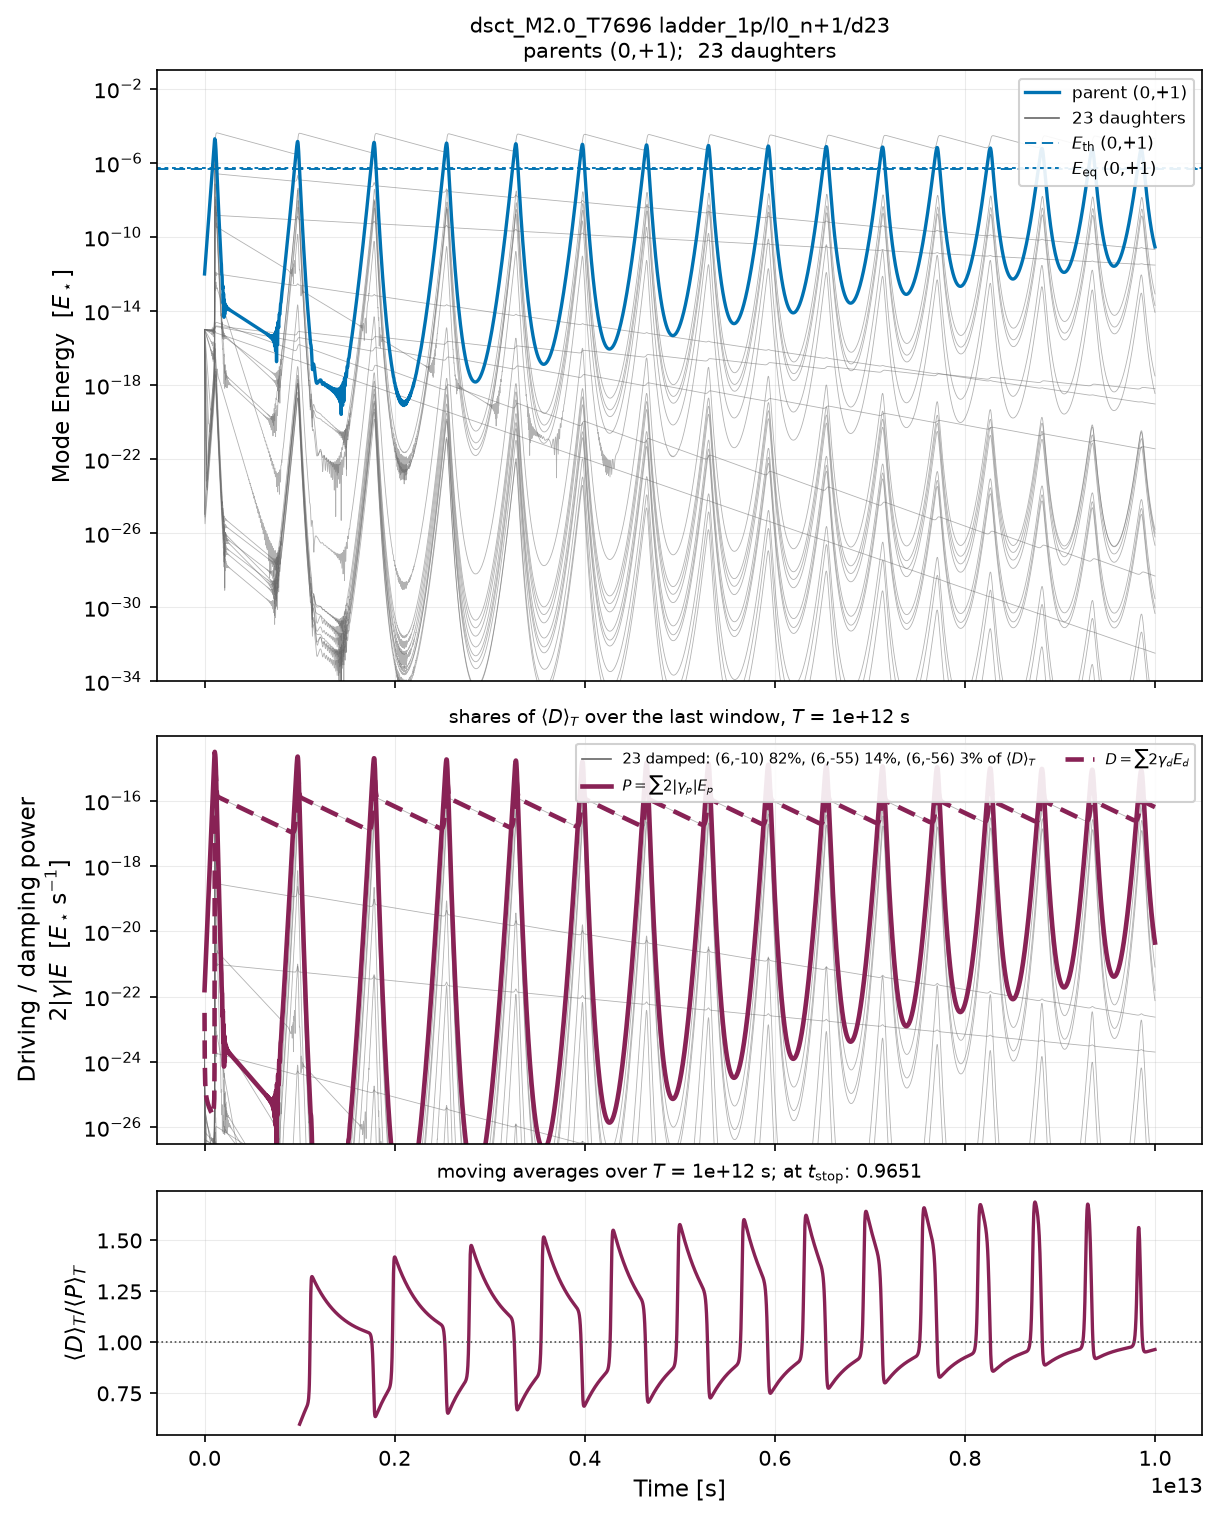 dsct_M2.0_T7696 ladder_1p/l0_n+1/d23
parents (0,+1);  23 daughters
10⁻²
10⁻⁶
10⁻¹⁰
10⁻¹⁴
10⁻¹⁸
10⁻²²
10⁻²⁶
10⁻³⁰
10⁻³⁴
Mode Energy [E⋆]
parent (0,+1)
23 daughters
E_th (0,+1)
E_eq (0,+1)
shares of ⟨D⟩_T over the last window, T = 1e+12 s
10⁻¹⁶
10⁻¹⁸
10⁻²⁰
10⁻²²
10⁻²⁴
10⁻²⁶
Driving / damping power
2|γ|E [E⋆ s⁻¹]
23 damped: (6,-10) 82%, (6,-55) 14%, (6,-56) 3% of ⟨D⟩_T
P = ∑2|γ_p|E_p
D = ∑2γ_dE_d
moving averages over T = 1e+12 s; at t_stop: 0.9651
1.50
1.25
1.00
0.75
⟨D⟩_T/⟨P⟩_T
0.0
0.2
0.4
0.6
0.8
1.0
1e13
Time [s]